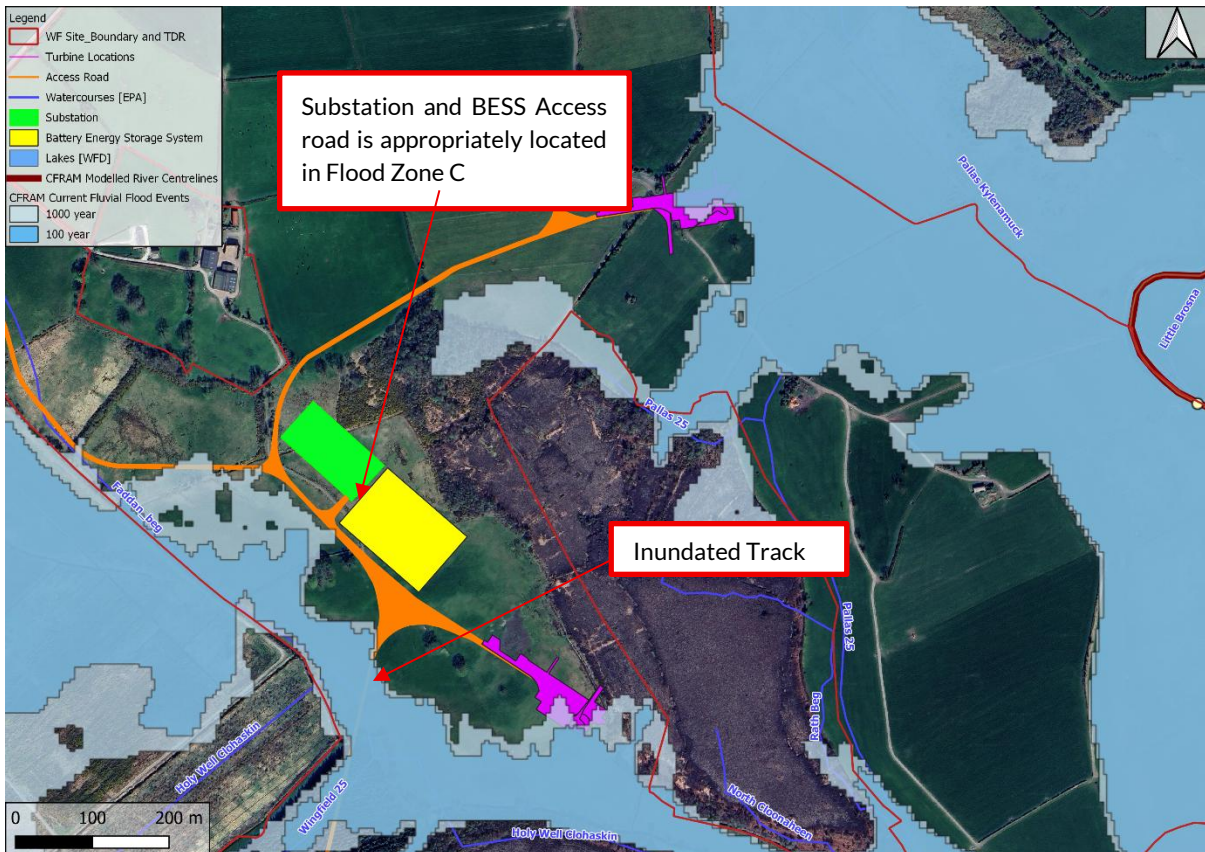 Legend
WF Site_Boundary and TDR
Turbine Locations
Access Road
Watercourses [EPA]
Substation
Battery Energy Storage System
Lakes [WFD]
CFRAM Modelled River Centrelines
CFRAM Current Fluvial Flood Events
1000 year
100 year
Substation and BESS Access
road is appropriately located
in Flood Zone C
Pallas Kylenamuck
Little Brosna
Pallas 25
Faddan_beg
Inundated Track
Pallas 25
Rath Beg
Holy Well Clohaskin
North Cloonaheen
Wingfield 25
Holy Well Clohaskin
0 100 200 m